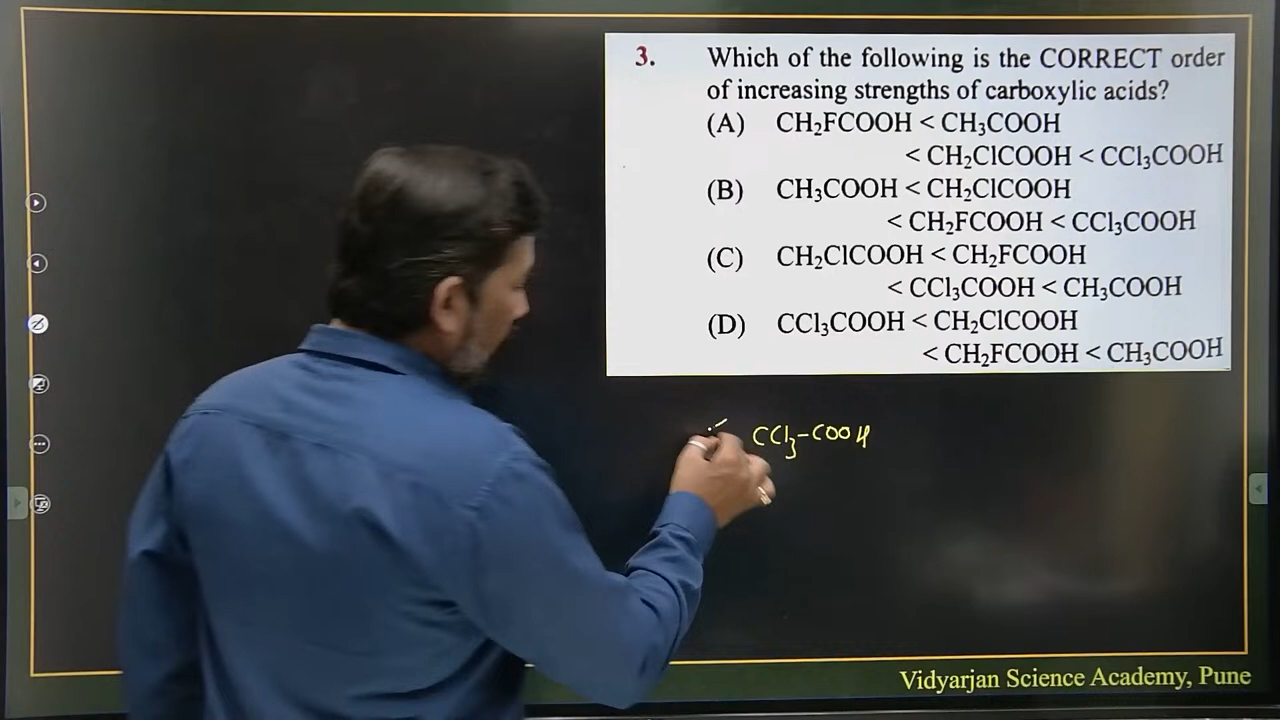 3. Which of the following is the CORRECT order
of increasing strengths of carboxylic acids?
(A) CH₂FCOOH < CH₃COOH
< CH₂ClCOOH < CCl₃COOH
(B) CH₃COOH < CH₂ClCOOH
< CH₂FCOOH < CCl₃COOH
(C) CH₂ClCOOH < CH₂FCOOH
< CCl₃COOH < CH₃COOH
(D) CCl₃COOH < CH₂ClCOOH
< CH₂FCOOH < CH₃COOH
CCl₃-COOH
Vidyarjan Science Academy, Pune